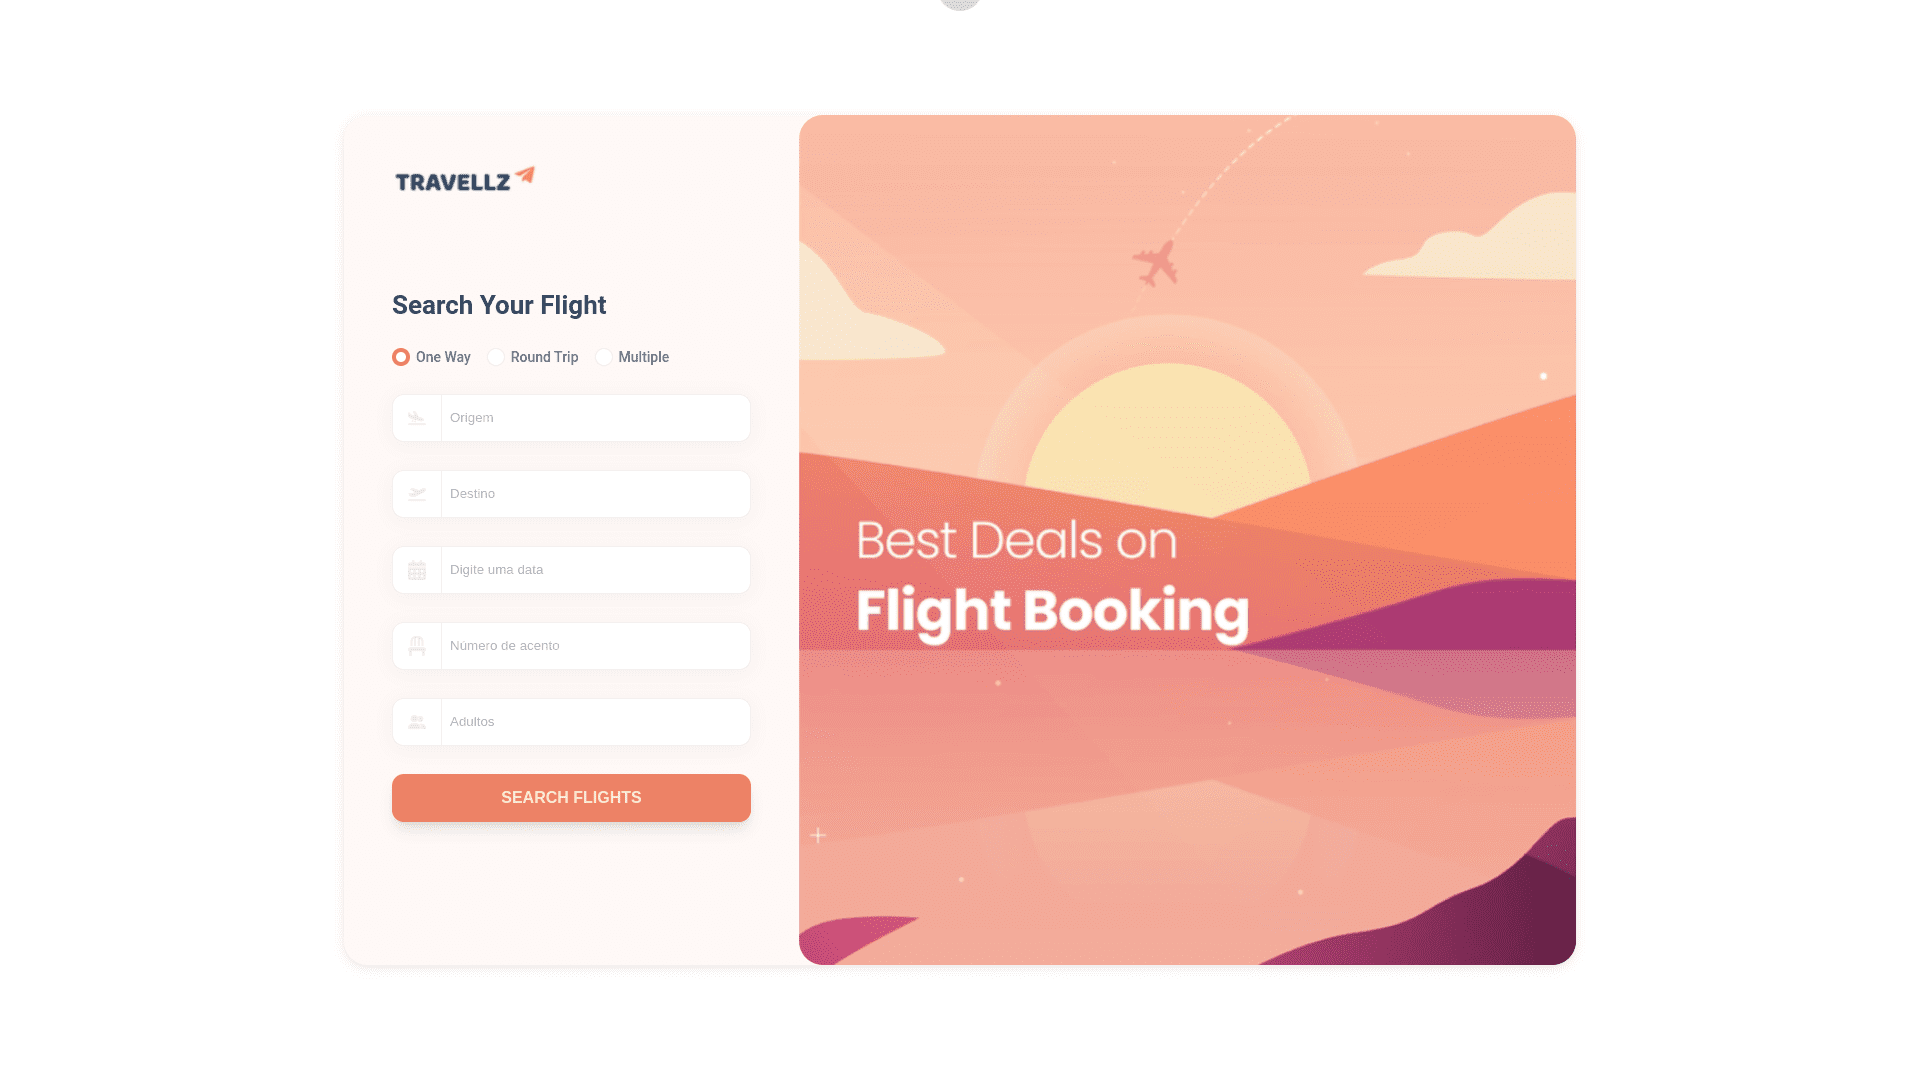 TRAVELLZ
Search Your Flight
One Way Round Trip Multiple
Origem
Destino
Digite uma data
Número de acento
Adultos
SEARCH FLIGHTS
Best Deals on
Flight Booking